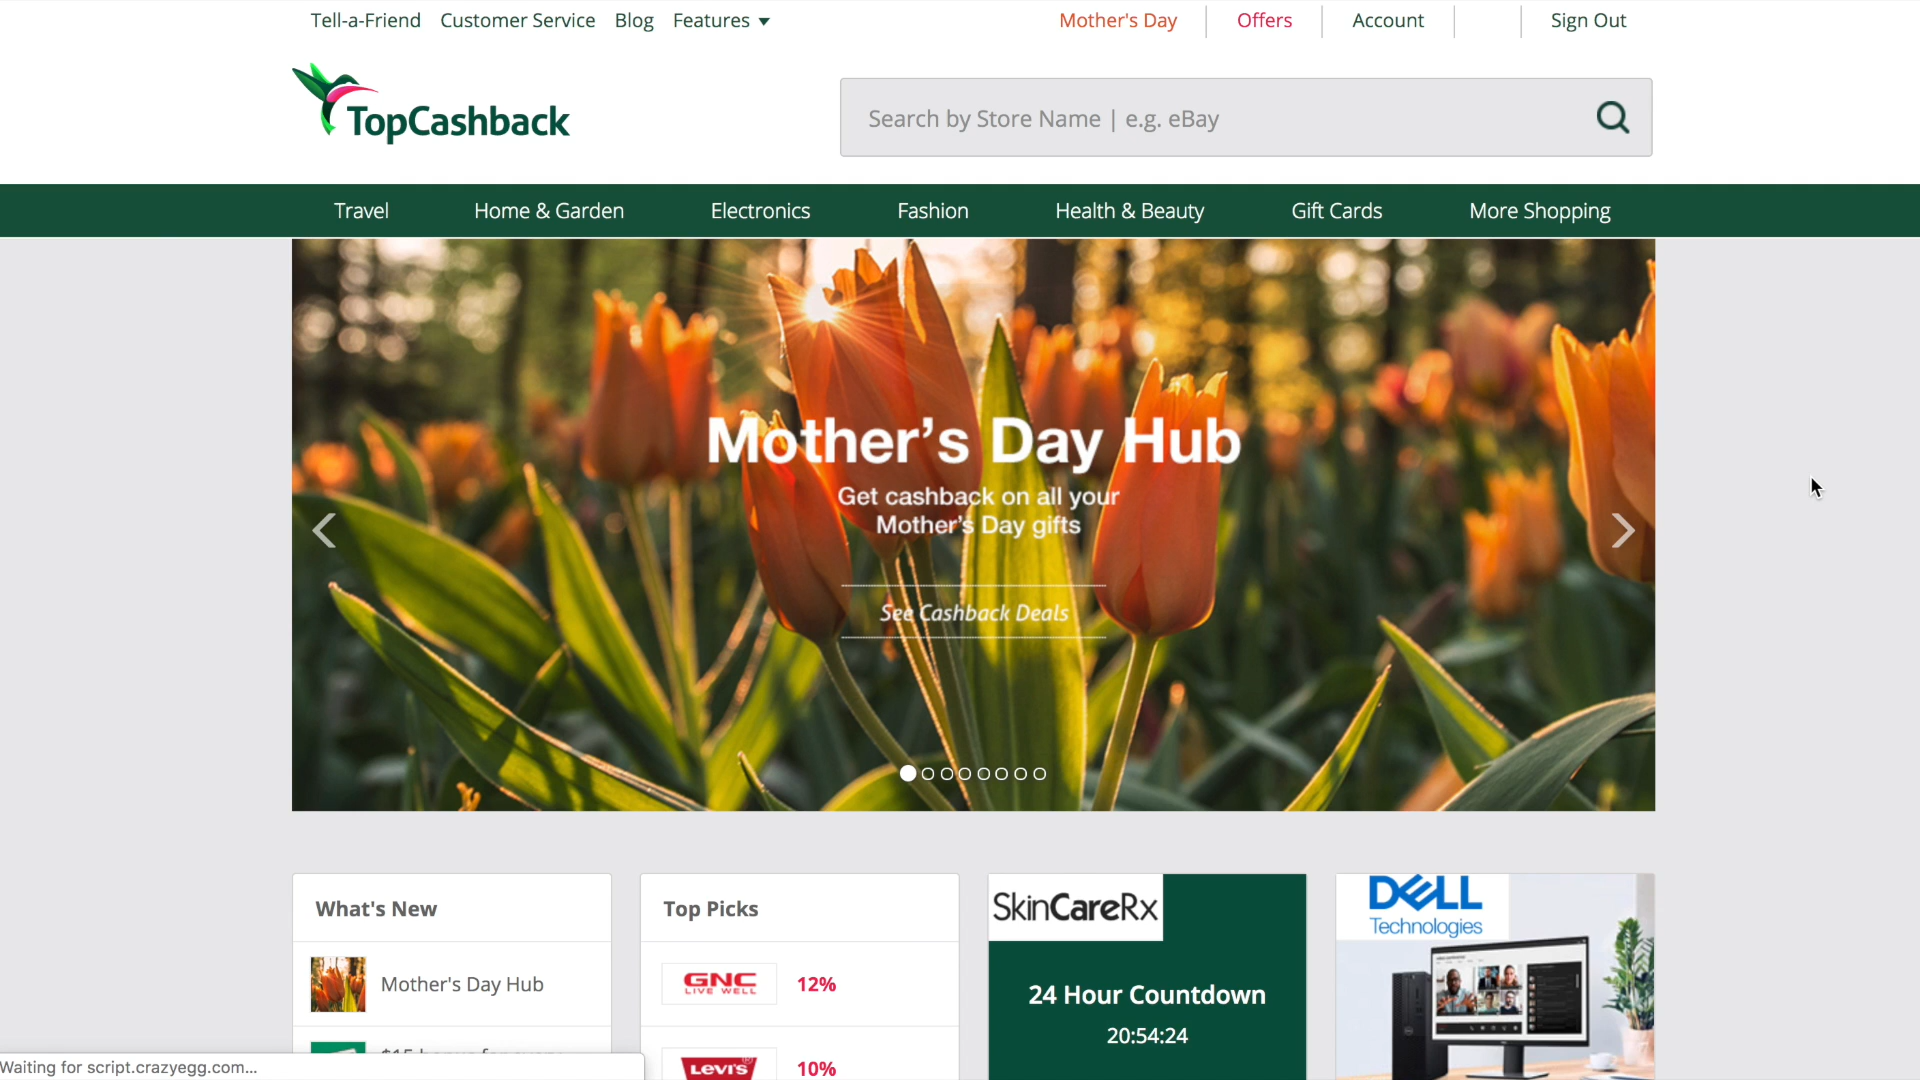 Tell-a-Friend Customer Service Blog Features
Mother's Day Offers Account Sign Out
TopCashback
Search by Store Name | e.g. eBay
Travel Home & Garden Electronics Fashion Health & Beauty Gift Cards More Shopping
Mother's Day Hub
Get cashback on all your
Mother's Day gifts
See Cashback Deals
What's New
Mother's Day Hub
Top Picks
GNC
LIVE WELL
12%
LEVI'S
10%
SkinCareRx
24 Hour Countdown
20:54:24
DELL
Technologies
Waiting for script.crazyegg.com...